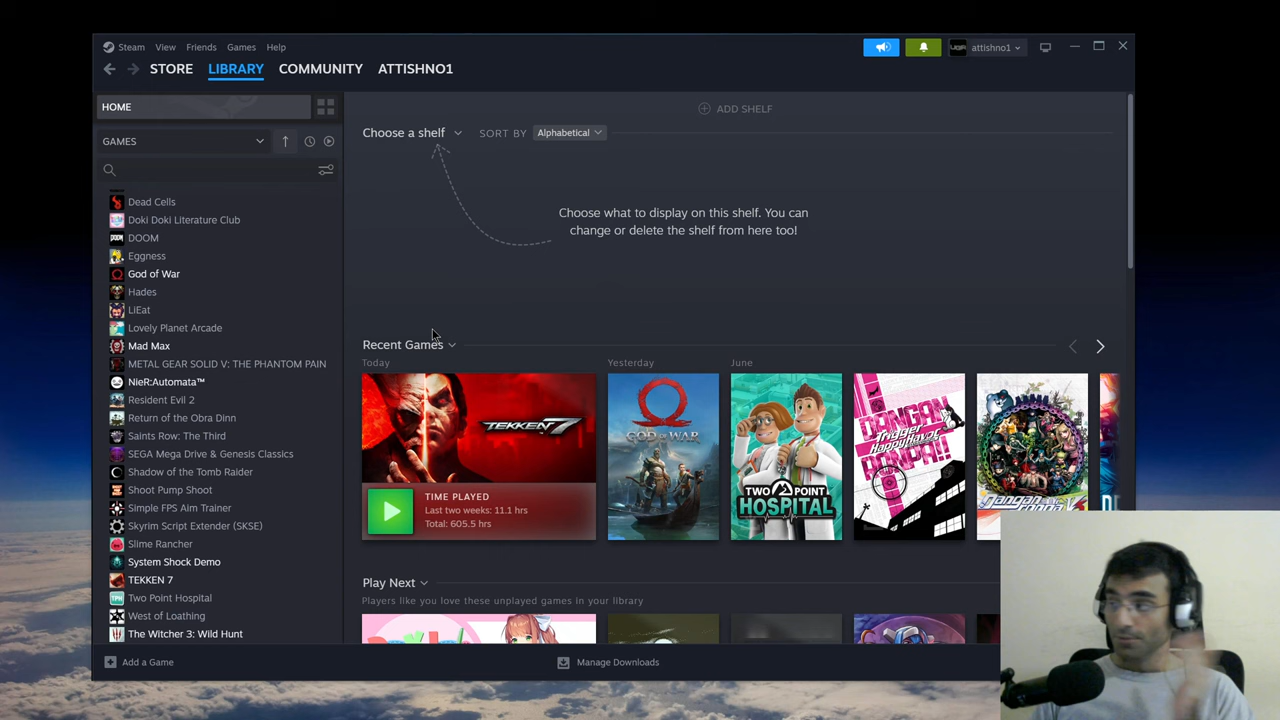 Steam View Friends Games Help
attishno1
STORE LIBRARY COMMUNITY ATTISHNO1
HOME
GAMES
Dead Cells
Doki Doki Literature Club
DOOM
Eggness
God of War
Hades
LiEat
Lovely Planet Arcade
Mad Max
METAL GEAR SOLID V: THE PHANTOM PAIN
NieR:Automata™
Resident Evil 2
Return of the Obra Dinn
Saints Row: The Third
SEGA Mega Drive & Genesis Classics
Shadow of the Tomb Raider
Shoot Pump Shoot
Simple FPS Aim Trainer
Skyrim Script Extender (SKSE)
Slime Rancher
System Shock Demo
TEKKEN 7
Two Point Hospital
West of Loathing
The Witcher 3: Wild Hunt
ADD SHELF
Choose a shelf SORT BY Alphabetical
Choose what to display on this shelf. You can
change or delete the shelf from here too!
Recent Games
Today Yesterday June
TEKKEN 7
TIME PLAYED
Last two weeks: 11.1 hrs
Total: 605.5 hrs
GOD OF WAR
TWO POINT
HOSPITAL
DANGAN
Trigger
Happy Havoc
RONPA!!
Play Next
Players like you love these unplayed games in your library
Add a Game Manage Downloads